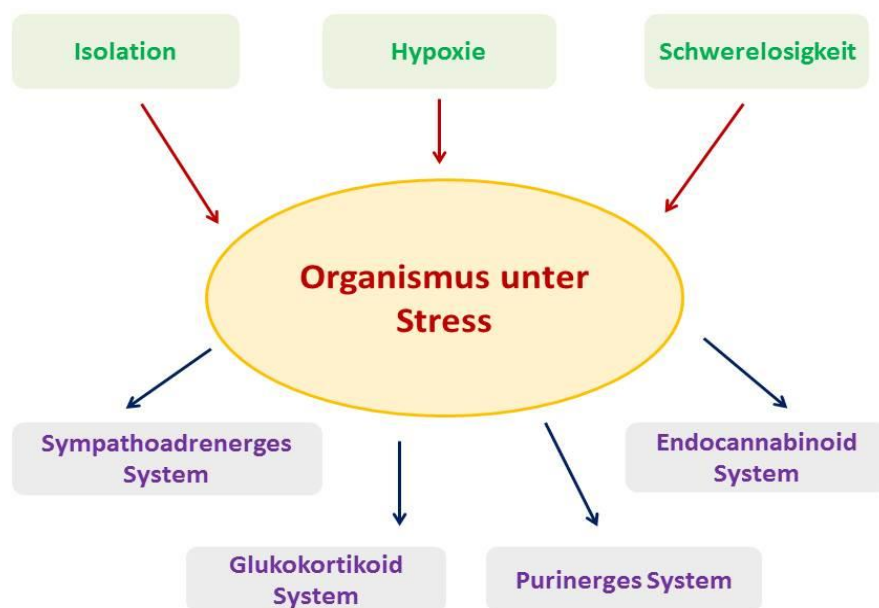 Isolation
Hypoxie
Schwerelosigkeit
Organismus unter
Stress
Sympathoadrenerges
System
Endocannabinoid
System
Glukokortikoid
System
Purinerges System